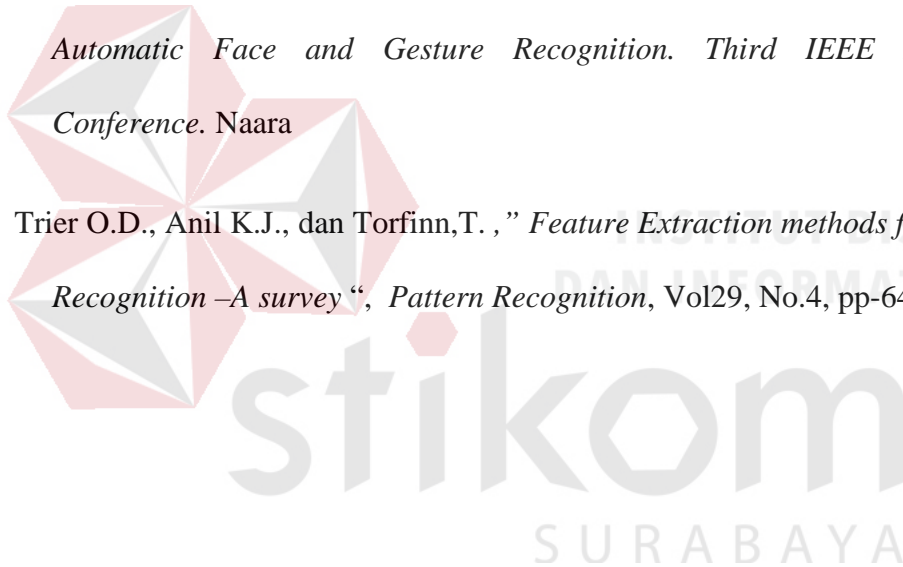 Automatic Face and Gesture Recognition. Third IEEE
Conference. Naara
Trier O.D., Anil K.J., dan Torfinn,T. ,” Feature Extraction methods f
Recognition –A survey “, Pattern Recognition, Vol29, No.4, pp-64
INSTITUT BI
DAN INFORMAT
stikom
SURABAYA